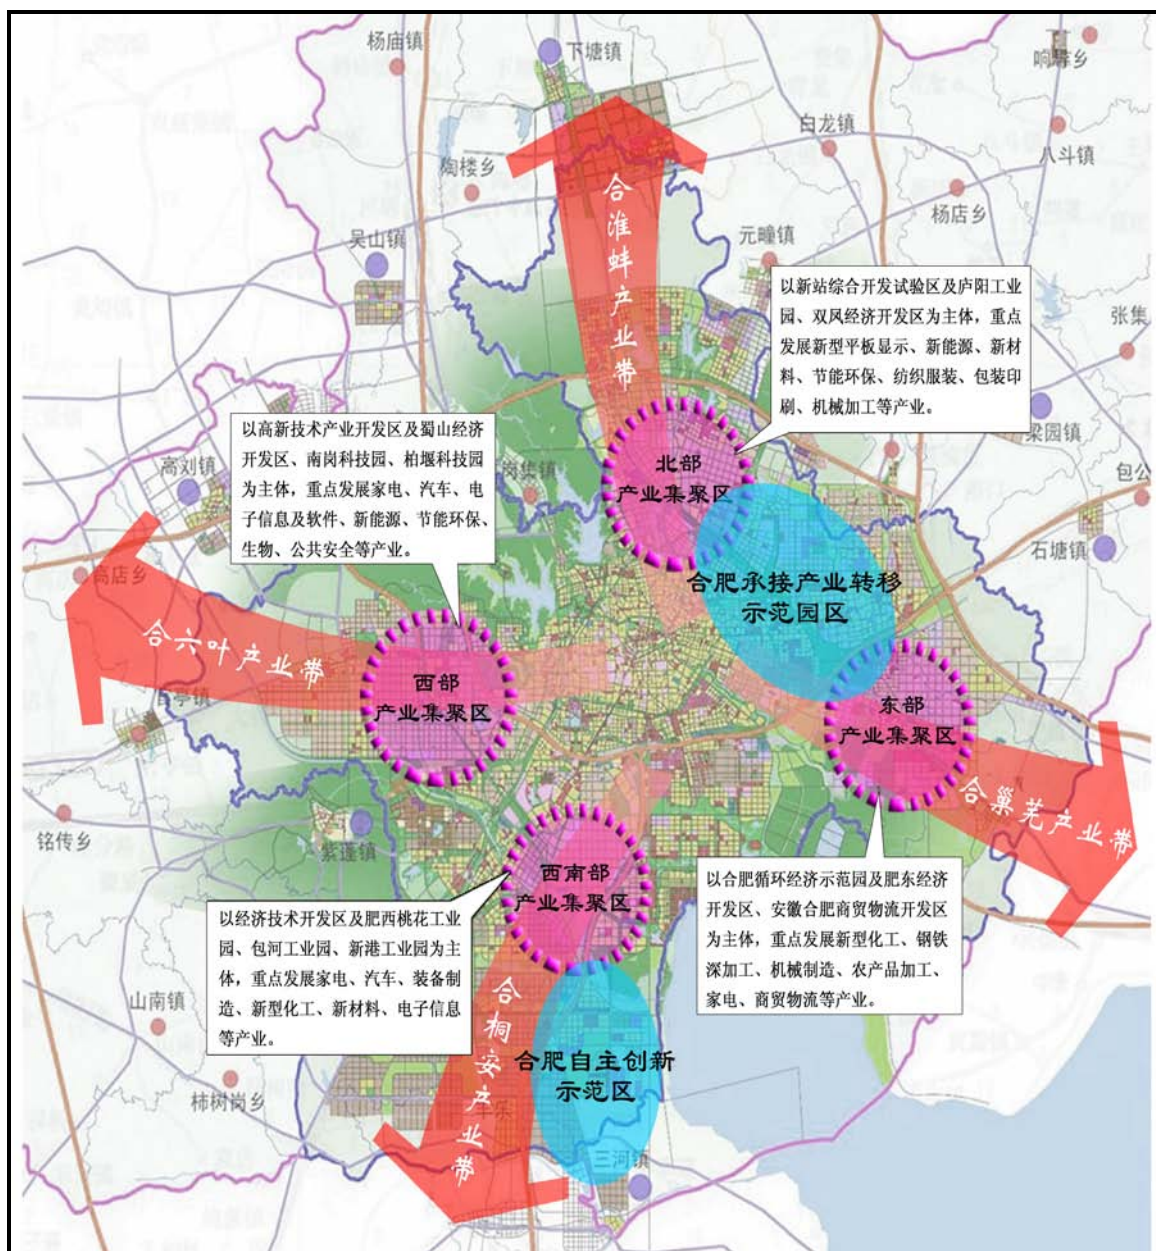 杨庙镇
下塘镇
响导乡
陶楼乡
白龙镇
八斗镇
杨店乡
吴山镇
元疃镇
合淮蚌产业带
以新站综合开发试验区及庐阳工业
园、双凤经济开发区为主体，重点
发展新型平板显示、新能源、新材
料、节能环保、纺织服装、包装印
刷、机械加工等产业。
张集
梁园镇
包公
石塘镇
以高新技术产业开发区及蜀山经济
开发区、南岗科技园、柏堰科技园
为主体，重点发展家电、汽车、电
子信息及软件、新能源、节能环保、
生物、公共安全等产业。
高刘镇
岗集镇
北部
产业集聚区
合肥承接产业转移
示范园区
高店乡
合六叶产业带
西部
产业集聚区
东部
产业集聚区
合巢芜产业带
铭传乡
紫蓬镇
西南部
产业集聚区
以经济技术开发区及肥西桃花工业
园、包河工业园、新港工业园为主
体，重点发展家电、汽车、装备制
造、新型化工、新材料、电子信息
等产业。
以合肥循环经济示范园及肥东经济
开发区、安徽合肥商贸物流开发区
为主体，重点发展新型化工、钢铁
深加工、机械制造、农产品加工、
家电、商贸物流等产业。
山南镇
合桐安产业带
合肥自主创新
示范区
柿树岗乡
丰乐
三河镇